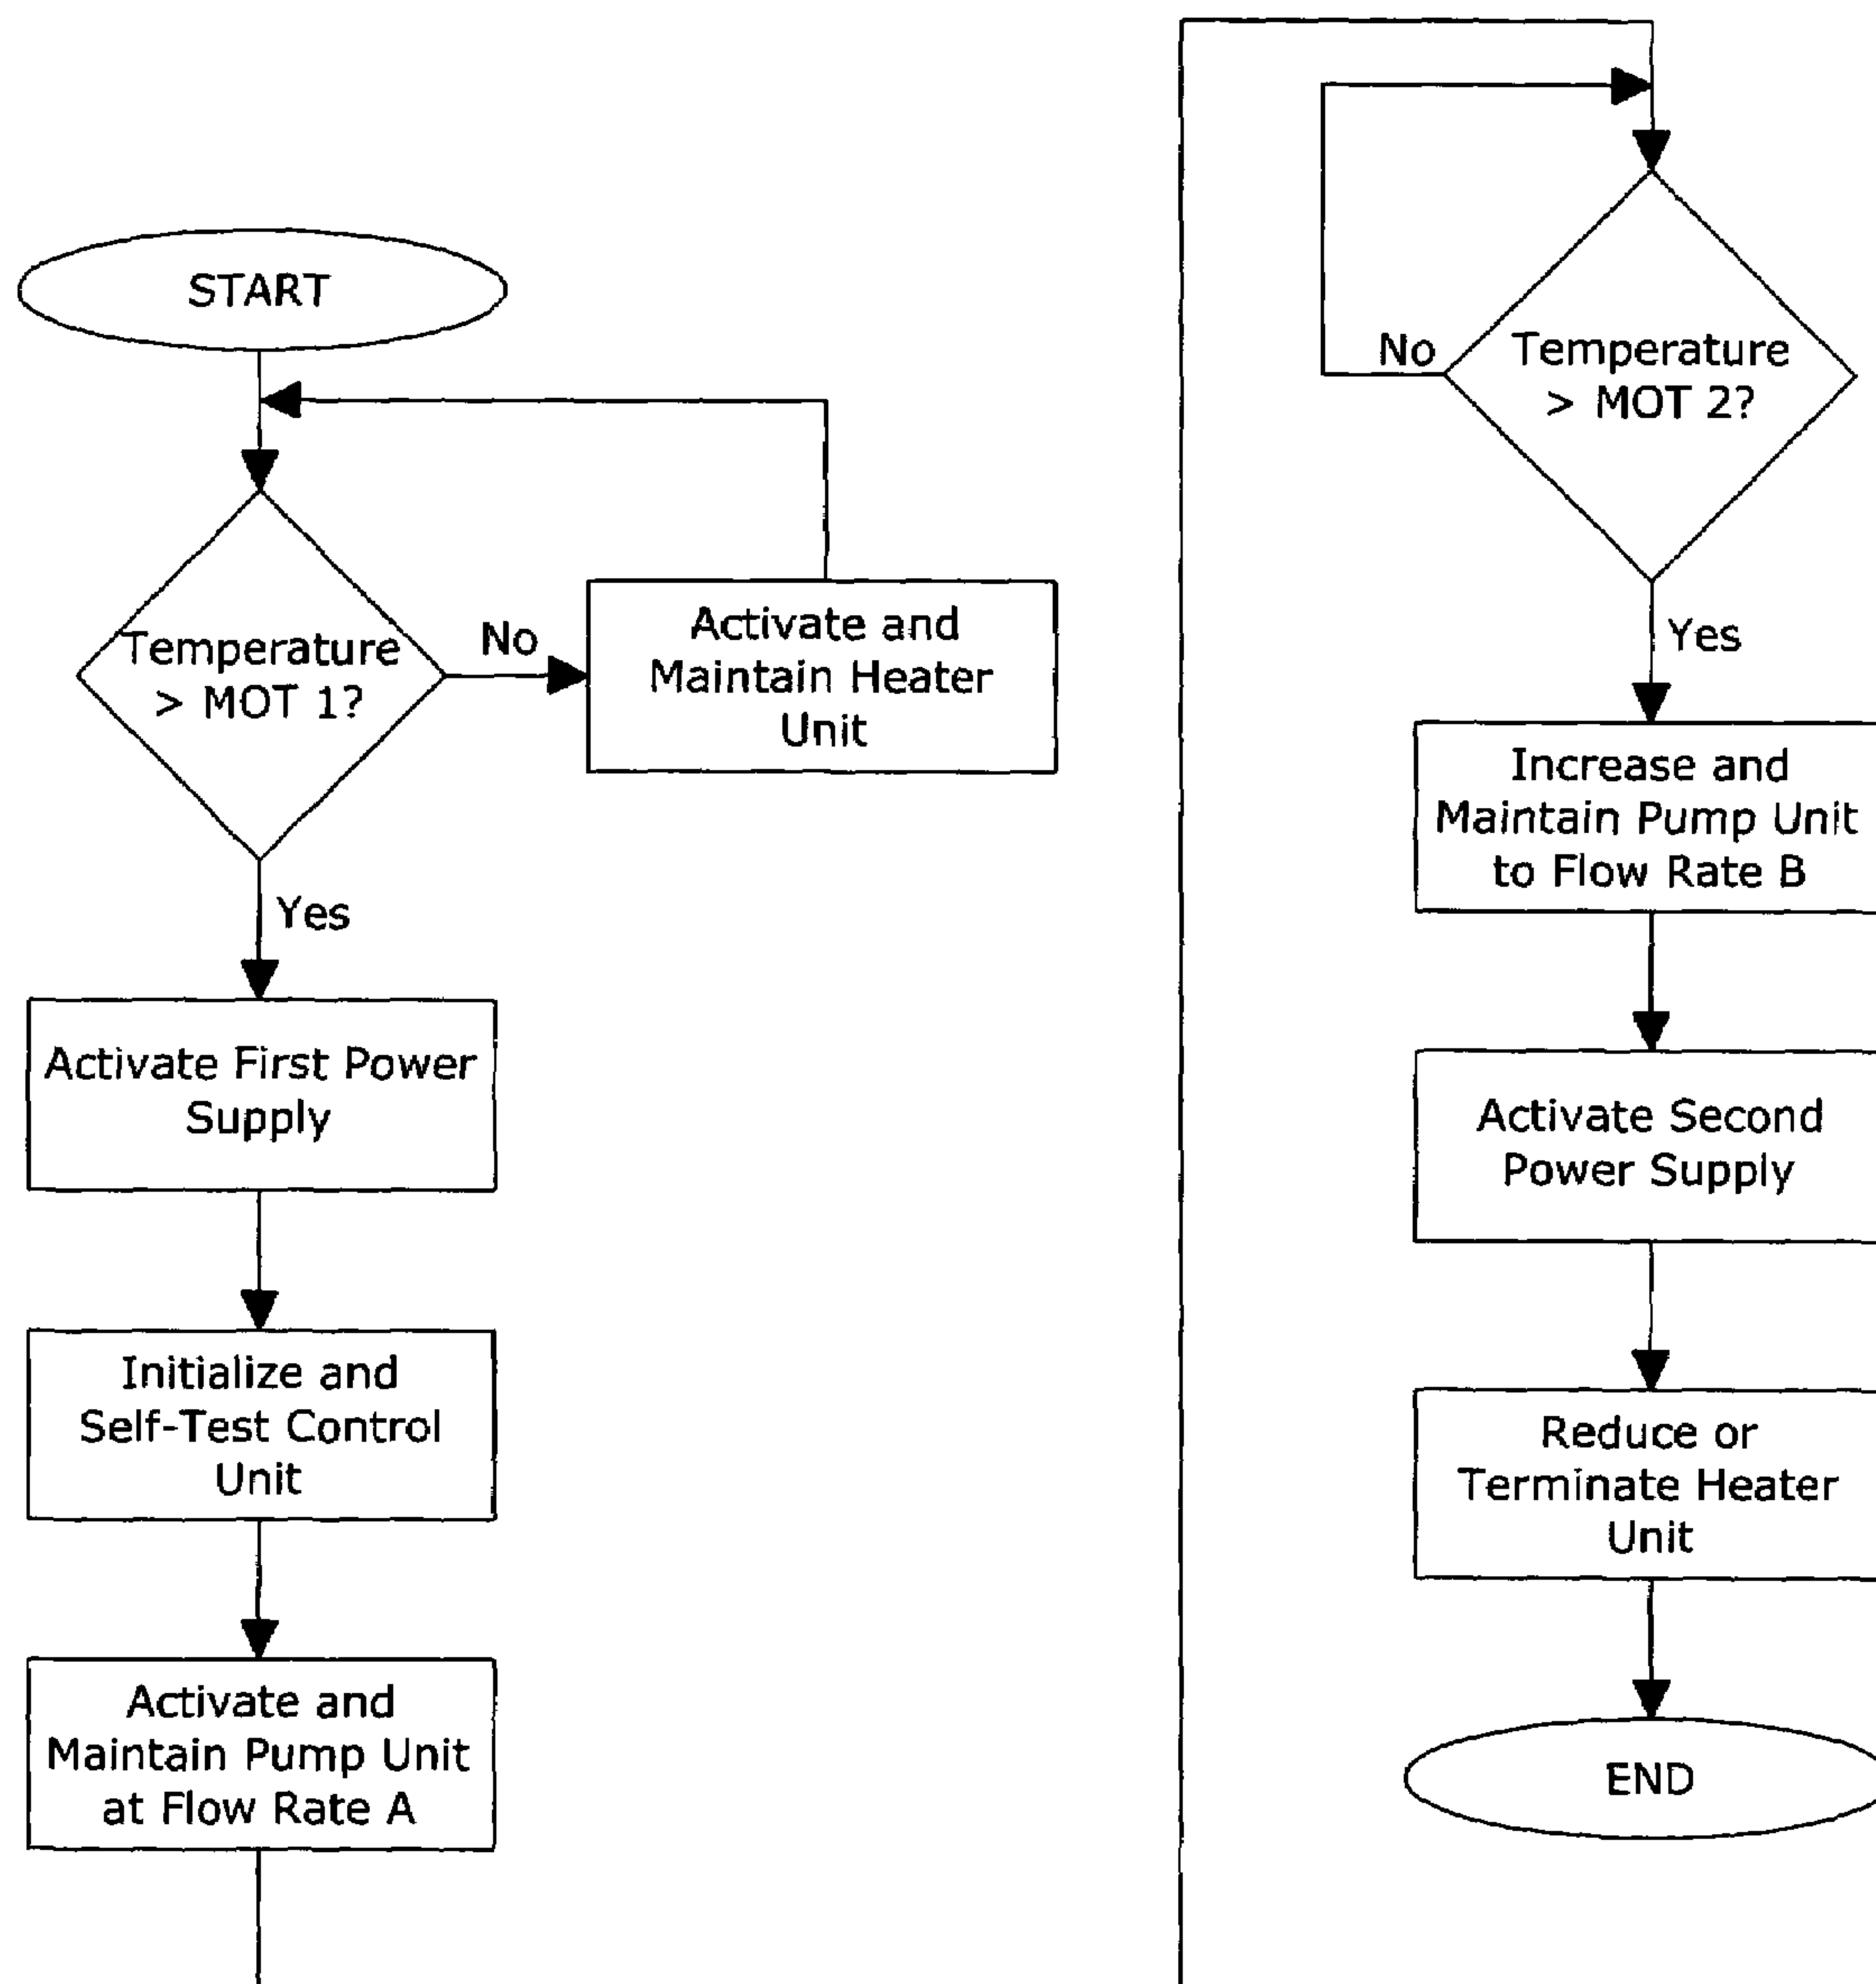 START
Temperature
> MOT 1?
No
Activate and
Maintain Heater
Unit
Yes
Activate First Power
Supply
Initialize and
Self-Test Control
Unit
Activate and
Maintain Pump Unit
at Flow Rate A
Temperature
> MOT 2?
No
Yes
Increase and
Maintain Pump Unit
to Flow Rate B
Activate Second
Power Supply
Reduce or
Terminate Heater
Unit
END